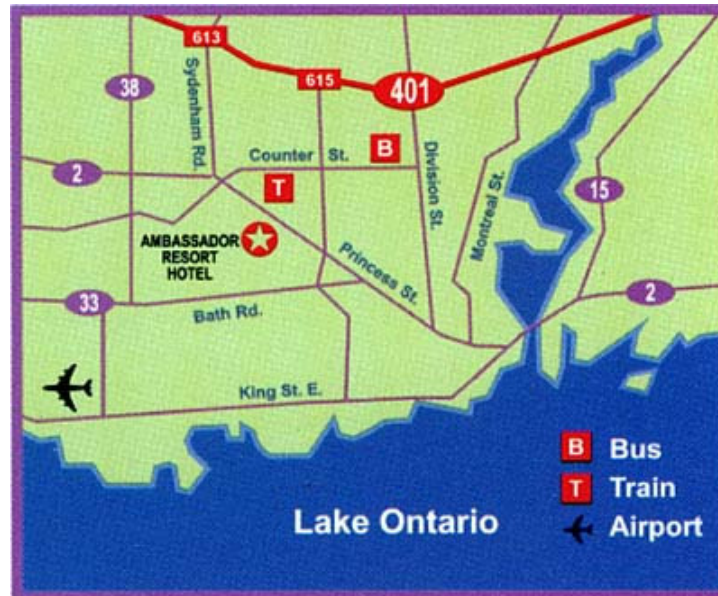 613
Sydenham Rd.
38
615
401
2
Counter St.
B
T
Division St.
Montreal St.
15
AMBASSADOR
RESORT
HOTEL
Princess St.
33
Bath Rd.
2
King St. E.
B Bus
T Train
Airport
Lake Ontario